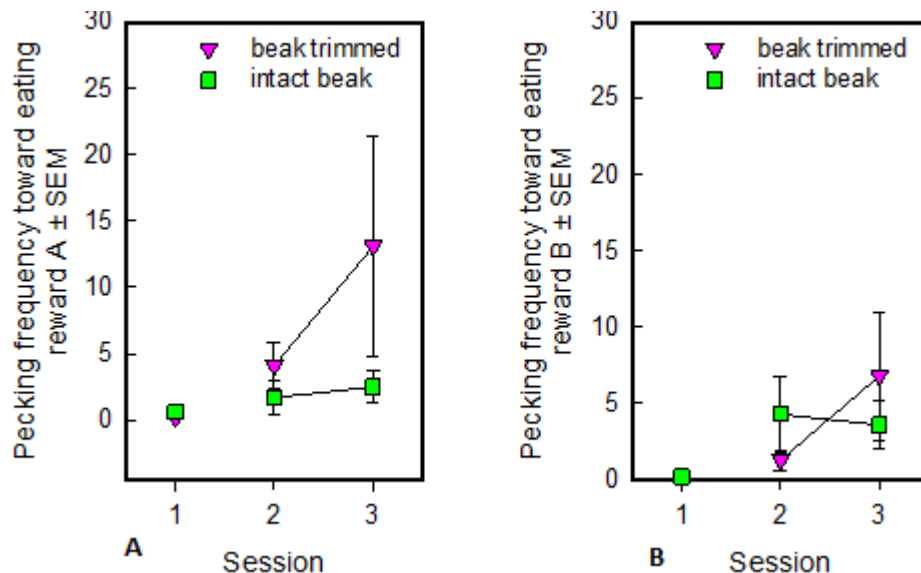 Pecking frequency toward eating
reward A ± SEM
30
25
20
15
10
5
0
beak trimmed
intact beak
1 2 3
A
Session
Pecking frequency toward eating
reward B ± SEM
30
25
20
15
10
5
0
beak trimmed
intact beak
1 2 3
B
Session